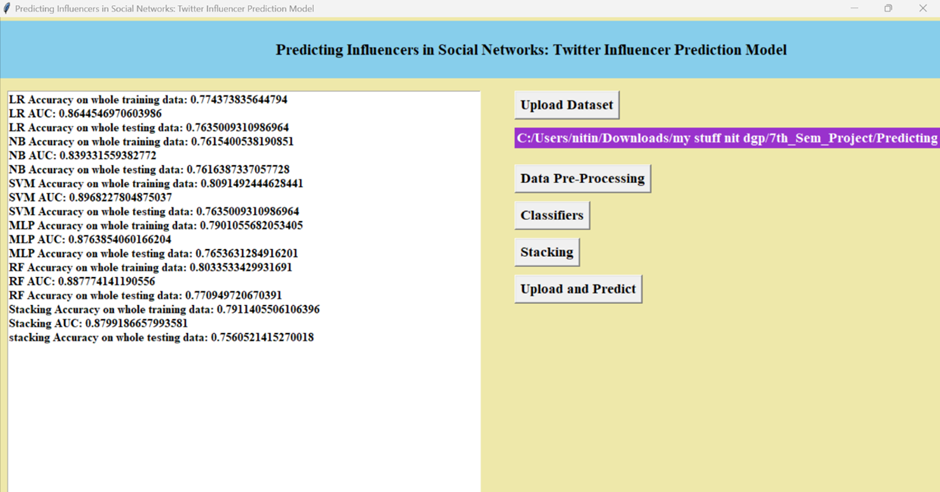 Predicting Influencers in Social Networks: Twitter Influencer Prediction Model
Predicting Influencers in Social Networks: Twitter Influencer Prediction Model
LR Accuracy on whole training data: 0.774373835644794
LR AUC: 0.8644546970603986
LR Accuracy on whole testing data: 0.7635009310986964
NB Accuracy on whole training data: 0.7615400538190851
NB AUC: 0.839331559382772
NB Accuracy on whole testing data: 0.7616387337057728
SVM Accuracy on whole training data: 0.8091492444628441
SVM AUC: 0.8968227804875037
SVM Accuracy on whole testing data: 0.7635009310986964
MLP Accuracy on whole training data: 0.7901055682053405
MLP AUC: 0.8763854060166204
MLP Accuracy on whole testing data: 0.7653631284916201
RF Accuracy on whole training data: 0.8033533429931691
RF AUC: 0.887774141190556
RF Accuracy on whole testing data: 0.770949720670391
Stacking Accuracy on whole training data: 0.7911405506106396
Stacking AUC: 0.8799186657993581
stacking Accuracy on whole testing data: 0.7560521415270018
Upload Dataset
C:/Users/nitin/Downloads/my stuff nit dgp/7th_Sem_Project/Predicting
Data Pre-Processing
Classifiers
Stacking
Upload and Predict